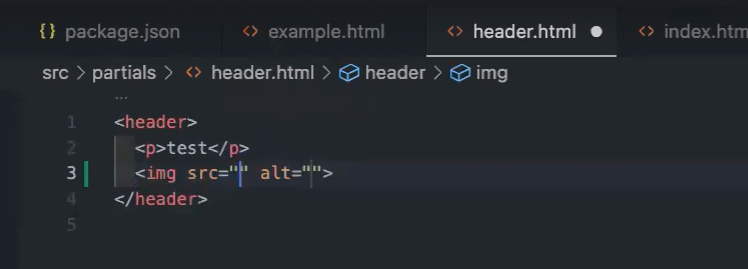 {} package.json <> example.html <> header.html ● <> index.htm
src > partials > <> header.html > header > img
...
1 <header>
2 <p>test</p>
3 <img src="" alt="">
4 </header>
5